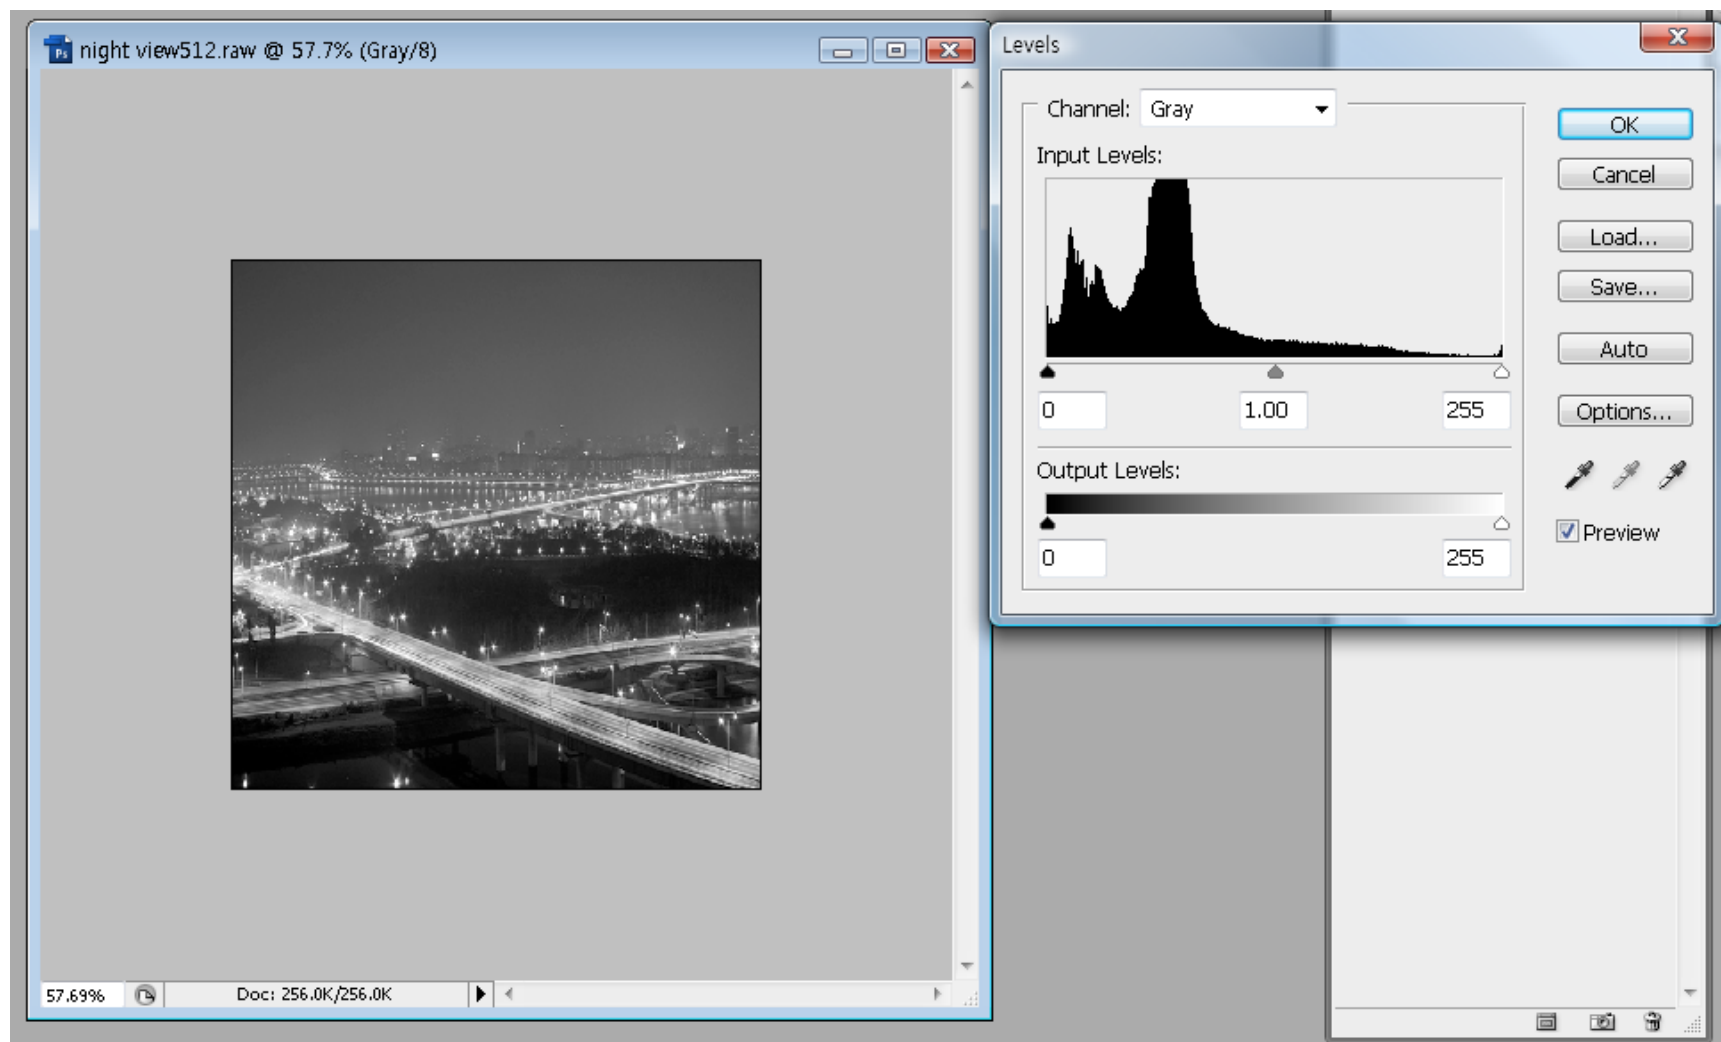 Ps night view512.raw @ 57.7% (Gray/8)
57.69% Doc: 256.0K/256.0K
Levels
Channel: Gray
Input Levels:
0 1.00 255
Output Levels:
0 255
OK
Cancel
Load...
Save...
Auto
Options...
Preview